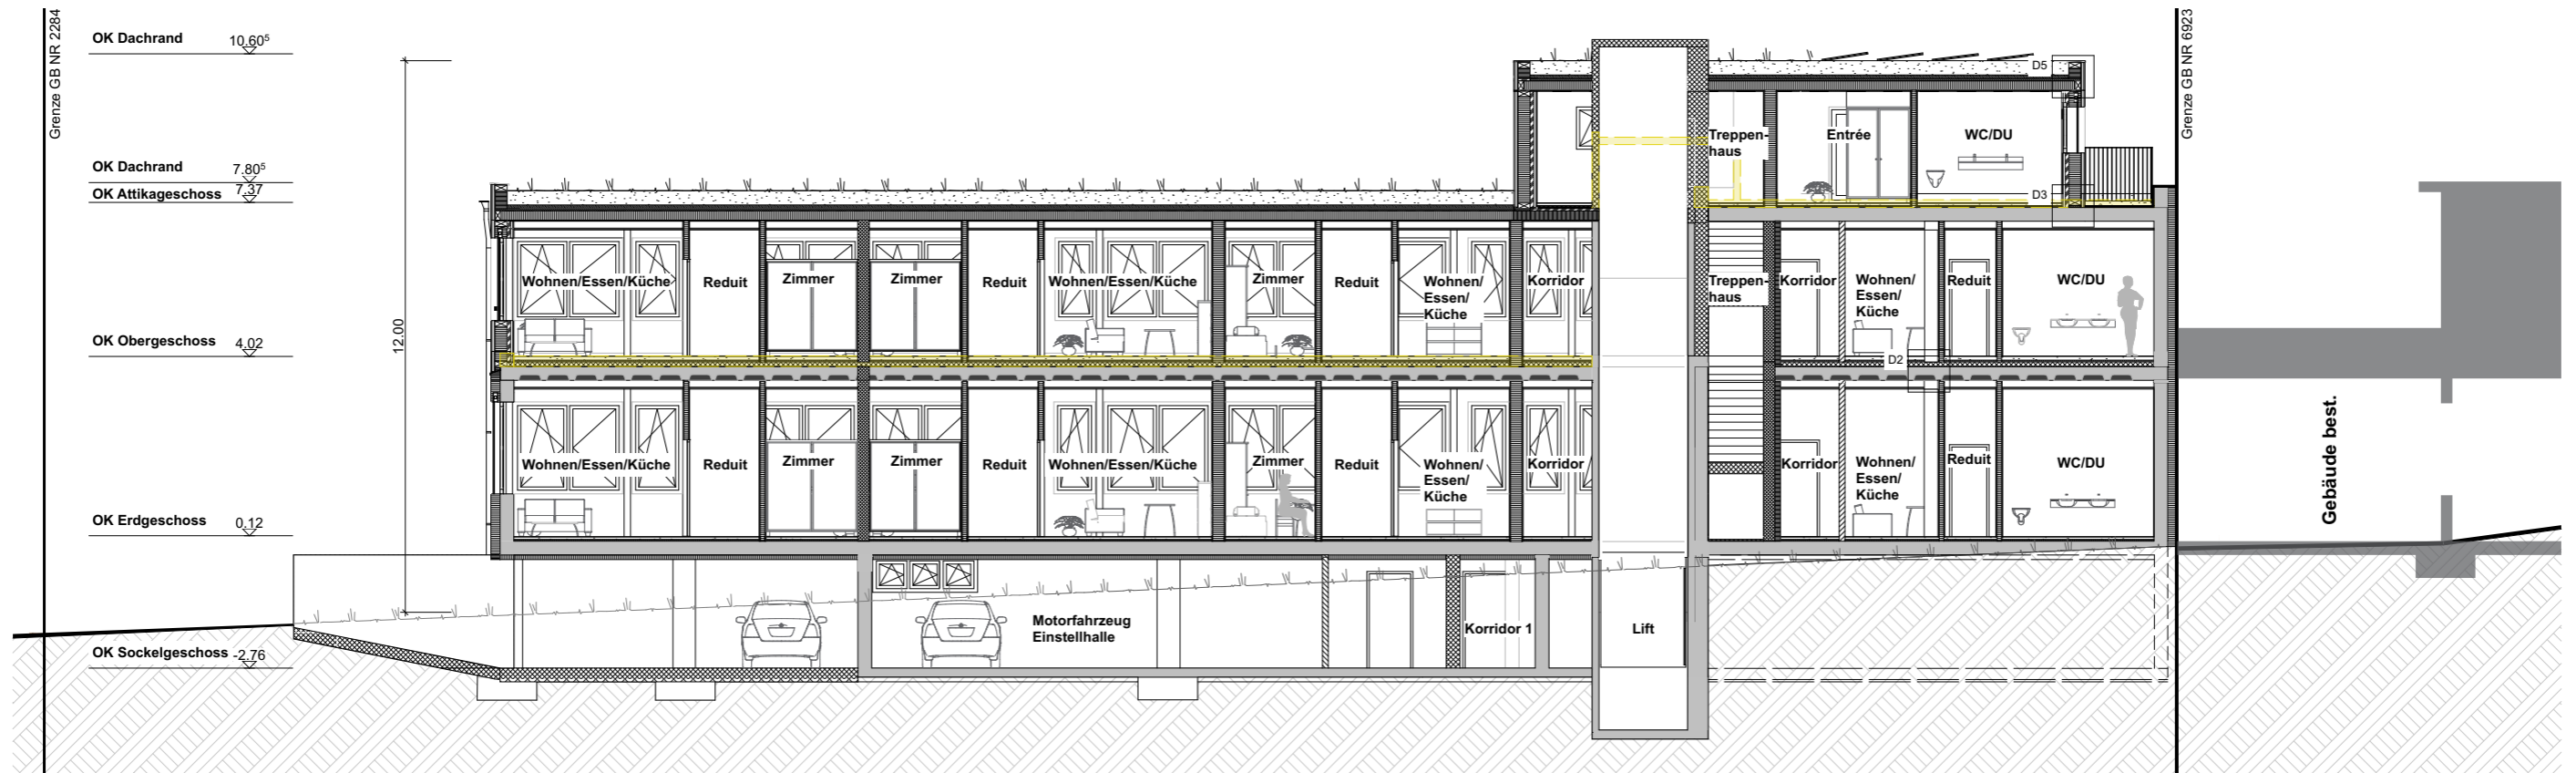 Grenze GB NR 2284
OK Dachrand 10.60⁵
OK Dachrand 7.80⁵
OK Attikageschoss 7.37
OK Obergeschoss 4.02
OK Erdgeschoss 0.12
OK Sockelgeschoss -2.76
12.00
D5
Treppen-
haus
Entrée
WC/DU
D3
Wohnen/Essen/Küche
Reduit
Zimmer
Zimmer
Reduit
Wohnen/Essen/Küche
Zimmer
Reduit
Wohnen/
Essen/
Küche
Korridor
Treppen-
haus
Korridor
Wohnen/
Essen/
Küche
Reduit
WC/DU
D2
Wohnen/Essen/Küche
Reduit
Zimmer
Zimmer
Reduit
Wohnen/Essen/Küche
Zimmer
Reduit
Wohnen/
Essen/
Küche
Korridor
Korridor
Wohnen/
Essen/
Küche
Reduit
WC/DU
Motorfahrzeug
Einstellhalle
Korridor 1
Lift
Grenze GB NR 6923
Gebäude best.